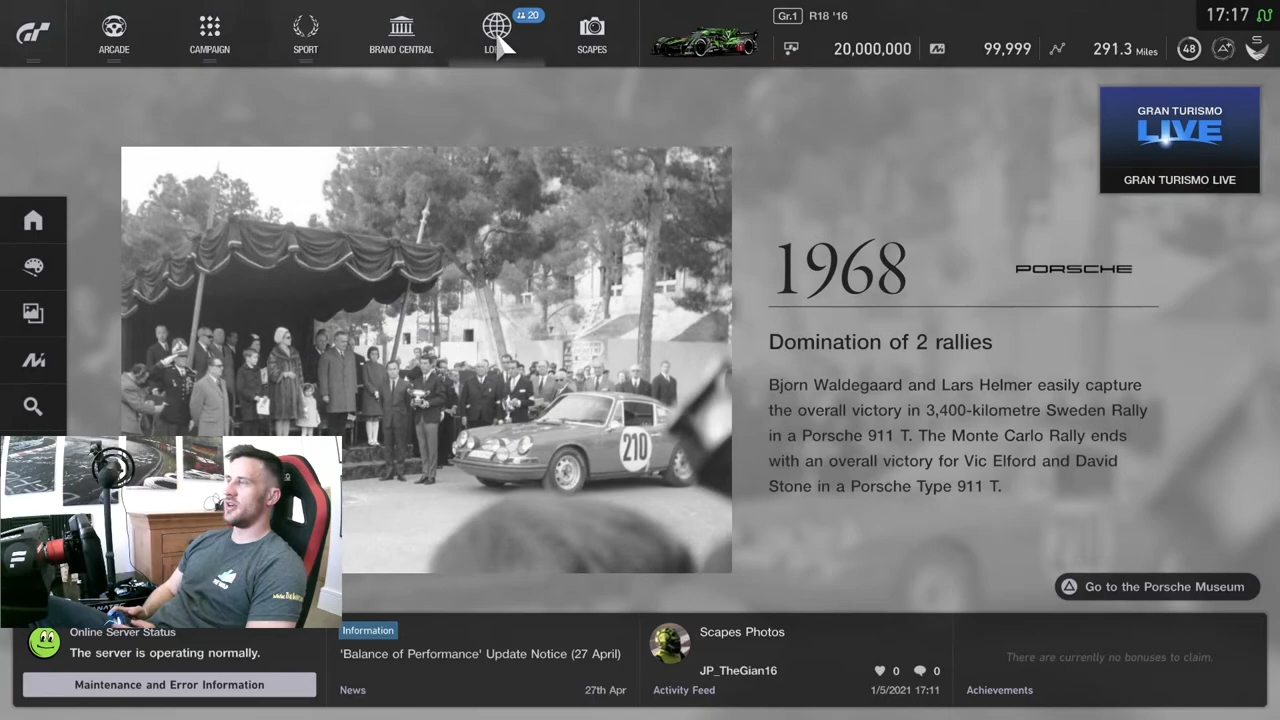 20
Gr.1 R18 '16
17:17
ARCADE
CAMPAIGN
SPORT
BRAND CENTRAL
SCAPES
20,000,000
99,999
291.3 Miles
48
S
GRAN TURISMO
LIVE
GRAN TURISMO LIVE
1968
PORSCHE
Domination of 2 rallies
Bjorn Waldegaard and Lars Helmer easily capture
the overall victory in 3,400-kilometre Sweden Rally
in a Porsche 911 T. The Monte Carlo Rally ends
with an overall victory for Vic Elford and David
Stone in a Porsche Type 911 T.
210
Go to the Porsche Museum
Online Server Status
The server is operating normally.
Maintenance and Error Information
Information
'Balance of Performance' Update Notice (27 April)
News
27th Apr
Scapes Photos
JP_TheGian16
0
0
Activity Feed
1/5/2021 17:11
There are currently no bonuses to claim.
Achievements